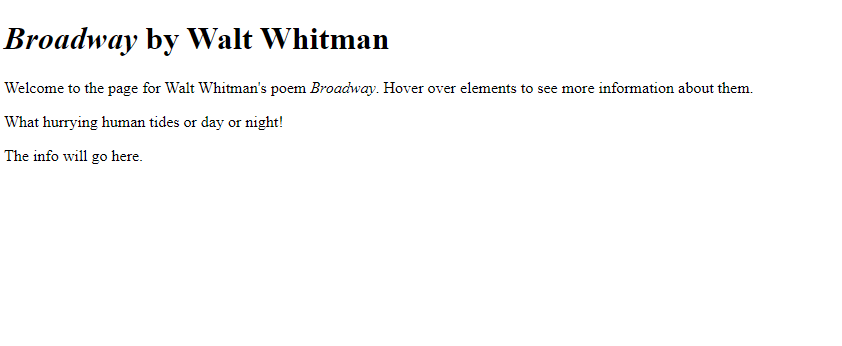 Broadway by Walt Whitman
Welcome to the page for Walt Whitman's poem Broadway. Hover over elements to see more information about them.
What hurrying human tides or day or night!
The info will go here.